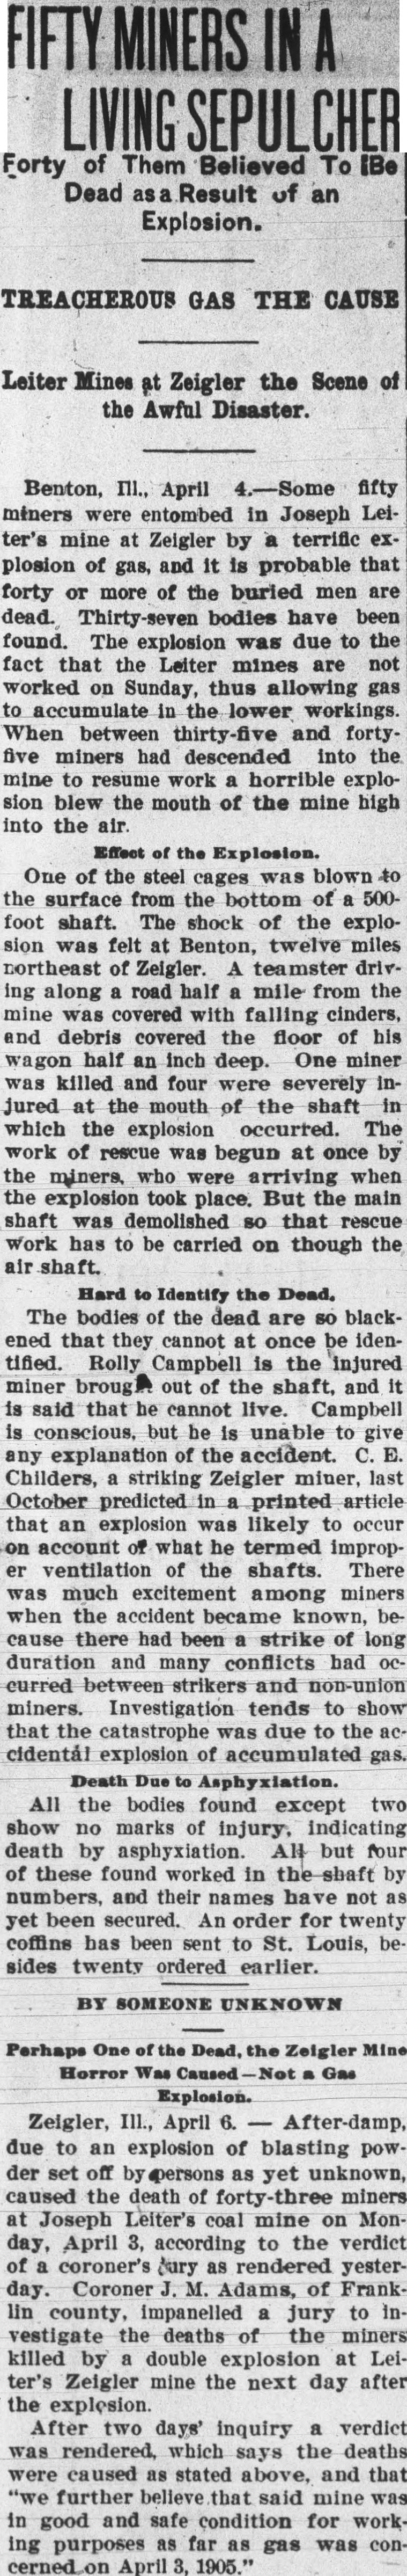 FIFTY MINERS IN A
LIVING SEPULCHER
Forty of Them Believed To Be
Dead as a Result of an
Explosion.
TREACHEROUS GAS THE CAUSE
Leiter Mines at Zeigler the Scene of
the Awful Disaster.
Benton, Ill., April 4.—Some fifty
miners were entombed in Joseph Lei-
ter's mine at Zeigler by a terrific ex-
plosion of gas, and it is probable that
forty or more of the buried men are
dead. Thirty-seven bodies have been
found. The explosion was due to the
fact that the Leiter mines are not
worked on Sunday, thus allowing gas
to accumulate in the lower workings.
When between thirty-five and forty-
five miners had descended into the
mine to resume work a horrible explo-
sion blew the mouth of the mine high
into the air.
Effect of the Explosion.
One of the steel cages was blown to
the surface from the bottom of a 500-
foot shaft. The shock of the explo-
sion was felt at Benton, twelve miles
northeast of Zeigler. A teamster driv-
ing along a road half a mile from the
mine was covered with falling cinders,
and debris covered the floor of his
wagon half an inch deep. One miner
was killed and four were severely in-
jured at the mouth of the shaft in
which the explosion occurred. The
work of rescue was begun at once by
the miners, who were arriving when
the explosion took place. But the main
shaft was demolished so that rescue
work has to be carried on though the
air shaft.
Hard to Identify the Dead.
The bodies of the dead are so black-
ened that they cannot at once be iden-
tified. Rolly Campbell is the injured
miner brought out of the shaft, and it
is said that he cannot live. Campbell
is conscious, but he is unable to give
any explanation of the accident. C. E.
Childers, a striking Zeigler miner, last
October predicted in a printed article
that an explosion was likely to occur
on account of what he termed improp-
er ventilation of the shafts. There
was much excitement among miners
when the accident became known, be-
cause there had been a strike of long
duration and many conflicts had oc-
curred between strikers and non-union
miners. Investigation tends to show
that the catastrophe was due to the ac-
cidental explosion of accumulated gas.
Death Due to Asphyxiation.
All the bodies found except two
show no marks of injury, indicating
death by asphyxiation. All but four
of these found worked in the shaft by
numbers, and their names have not as
yet been secured. An order for twenty
coffins has been sent to St. Louis, be-
sides twenty ordered earlier.
BY SOMEONE UNKNOWN
Perhaps One of the Dead, the Zeigler Mine
Horror Was Caused—Not a Gas
Explosion.
Zeigler, Ill., April 6. — After-damp,
due to an explosion of blasting pow-
der set off by persons as yet unknown,
caused the death of forty-three miners
at Joseph Leiter's coal mine on Mon-
day, April 3, according to the verdict
of a coroner's jury as rendered yester-
day. Coroner J. M. Adams, of Frank-
lin county, impanelled a jury to in-
vestigate the deaths of the miners
killed by a double explosion at Lei-
ter's Zeigler mine the next day after
the explosion.
After two days' inquiry a verdict
was rendered, which says the deaths
were caused as stated above, and that
"we further believe that said mine was
in good and safe condition for work-
ing purposes as far as gas was con-
cerned on April 3, 1905."